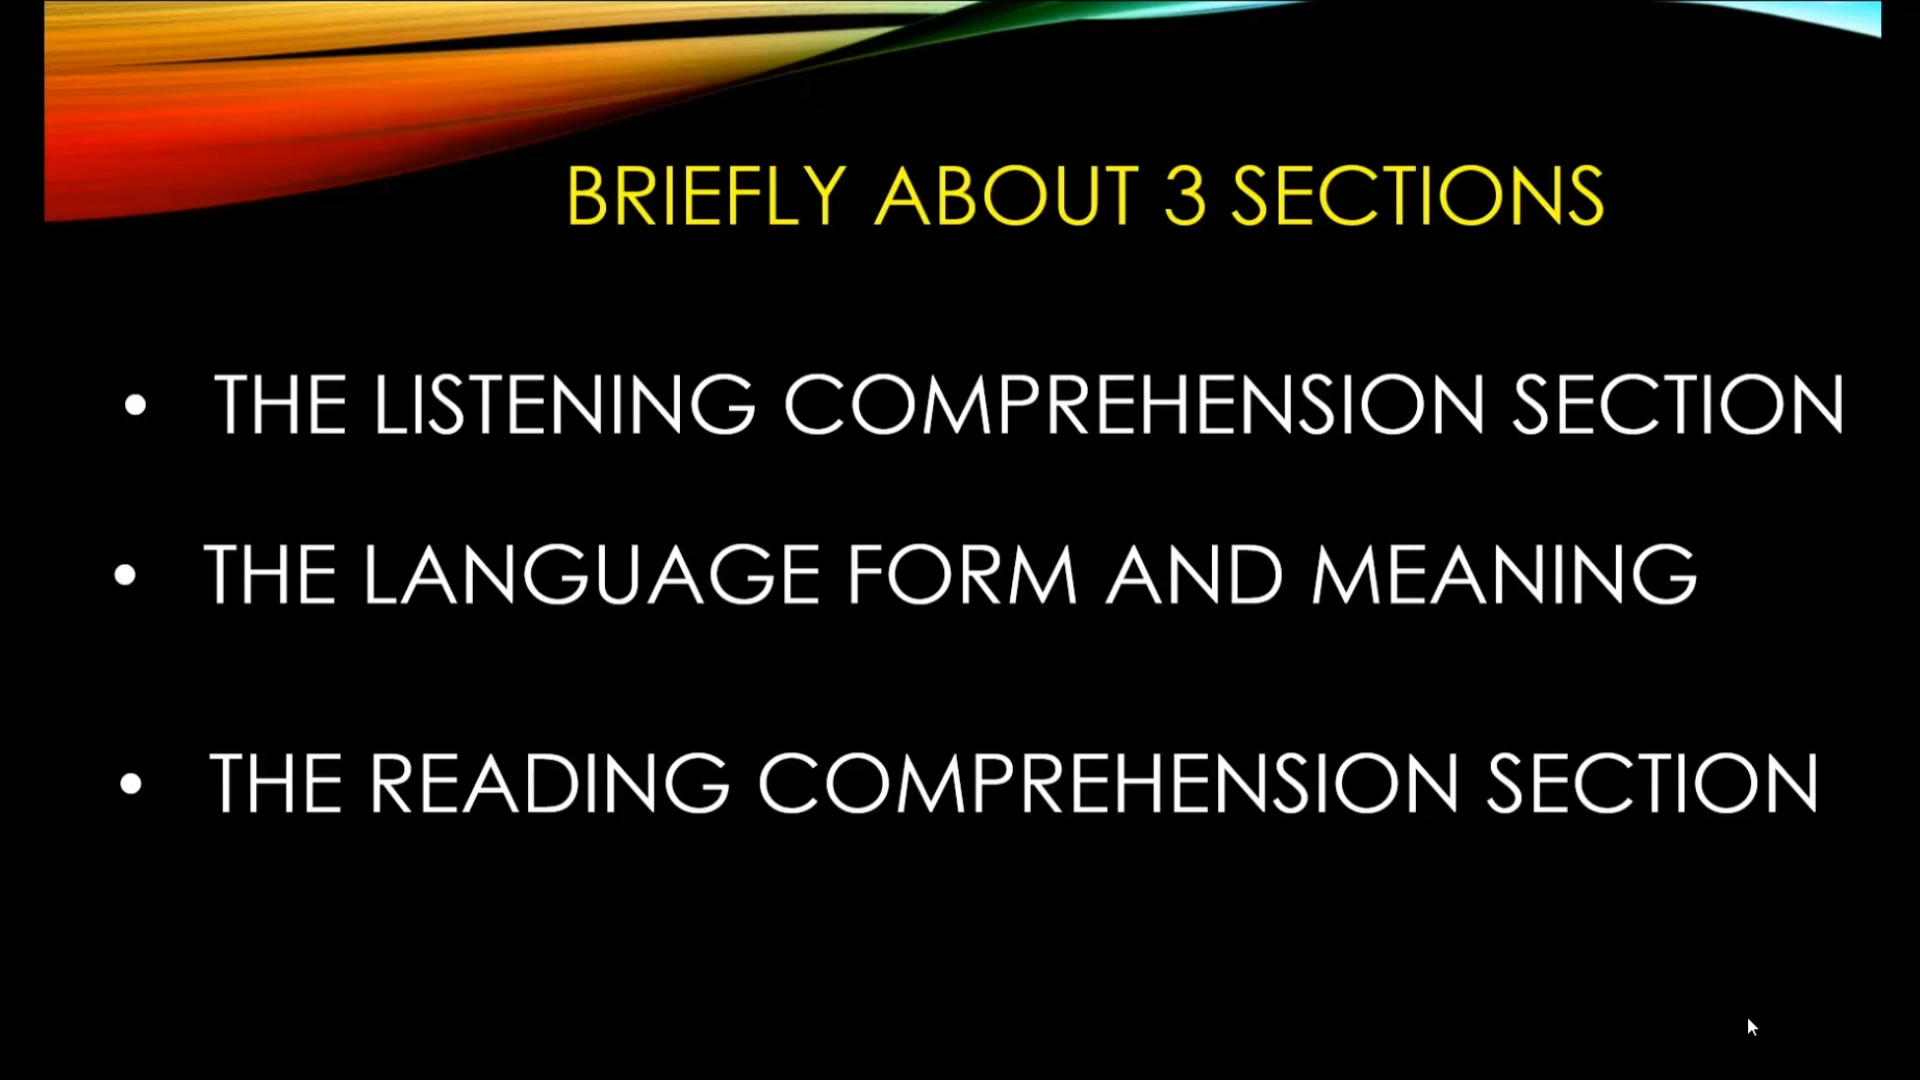 BRIEFLY ABOUT 3 SECTIONS
• THE LISTENING COMPREHENSION SECTION
• THE LANGUAGE FORM AND MEANING
• THE READING COMPREHENSION SECTION